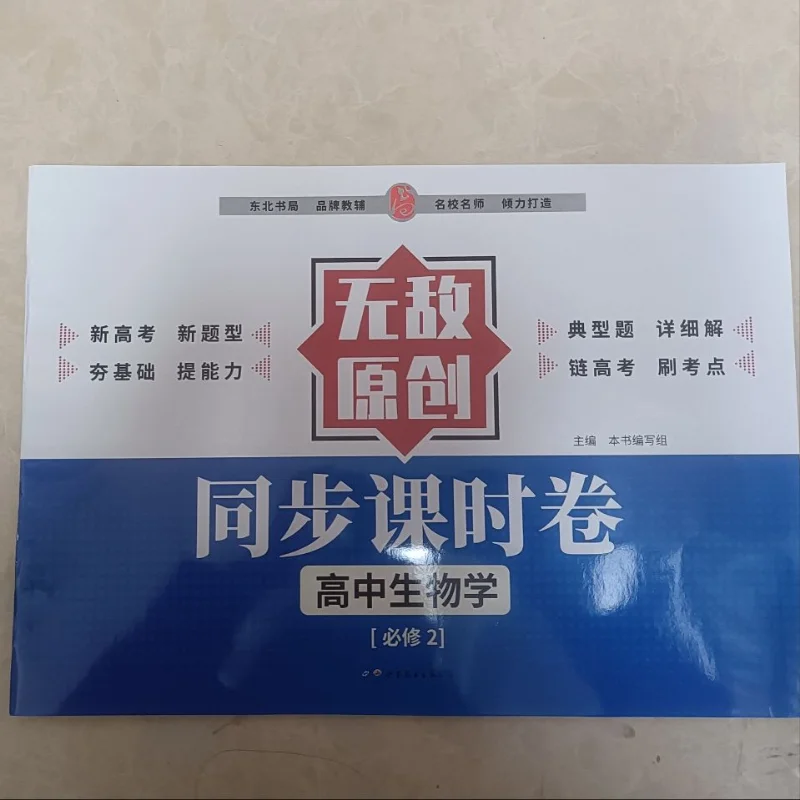 东北书局 品牌教辅 名校名师 倾力打造
无敌
原创
新高考 新题型
夯基础 提能力
典型题 详细解
链高考 刷考点
主编 本书编写组
同步课时卷
高中生物学
[必修2]